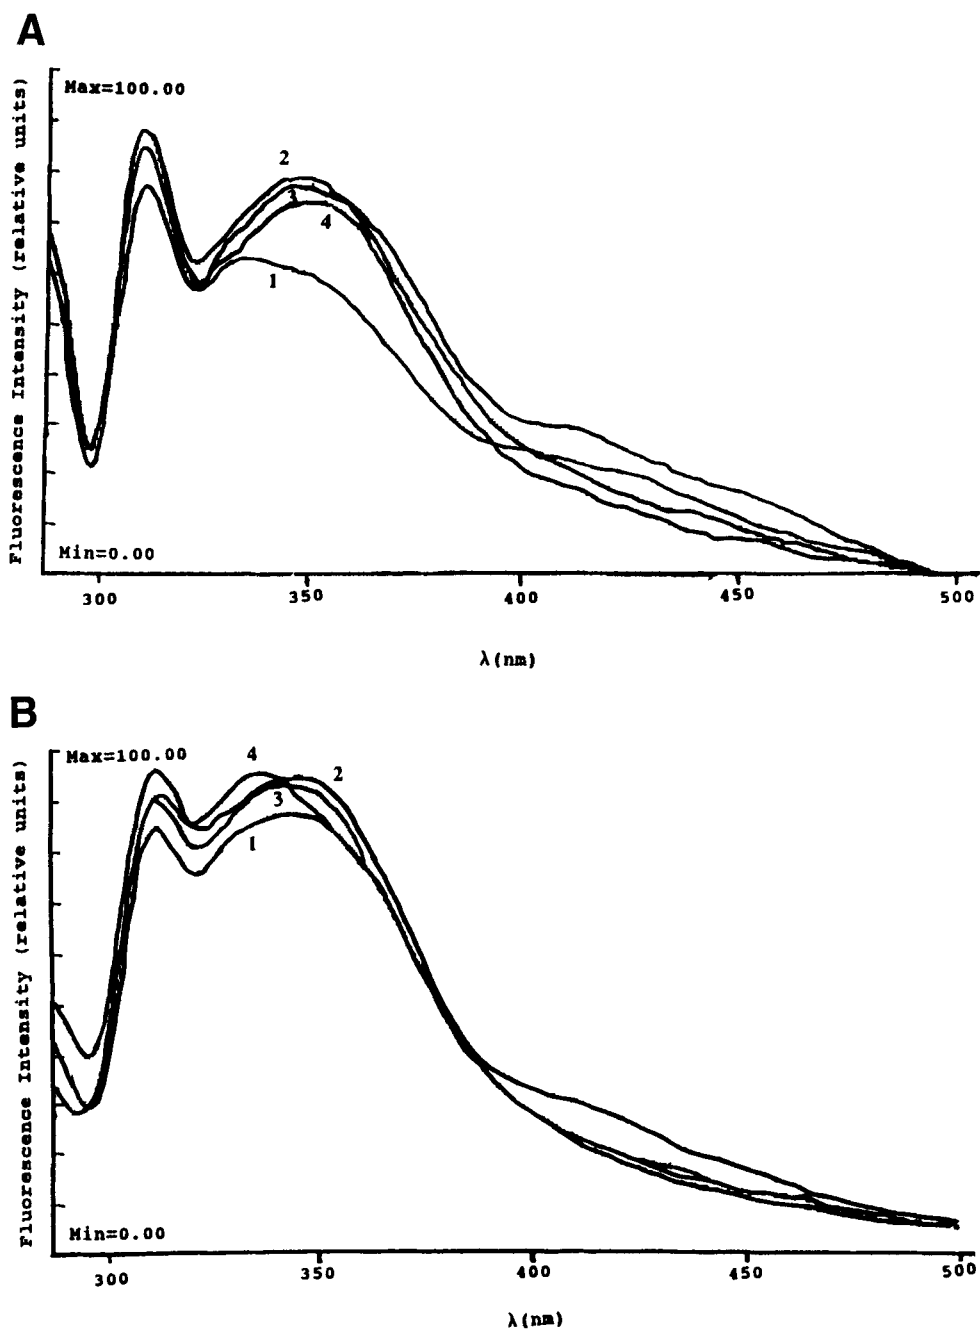 A
Fluorescence Intensity (relative units)
Max=100.00
2
3
4
1
Min=0.00
300 350 400 450 500
λ(nm)
B
Fluorescence Intensity (relative units)
Max=100.00
4
2
3
1
Min=0.00
300 350 400 450 500
λ(nm)